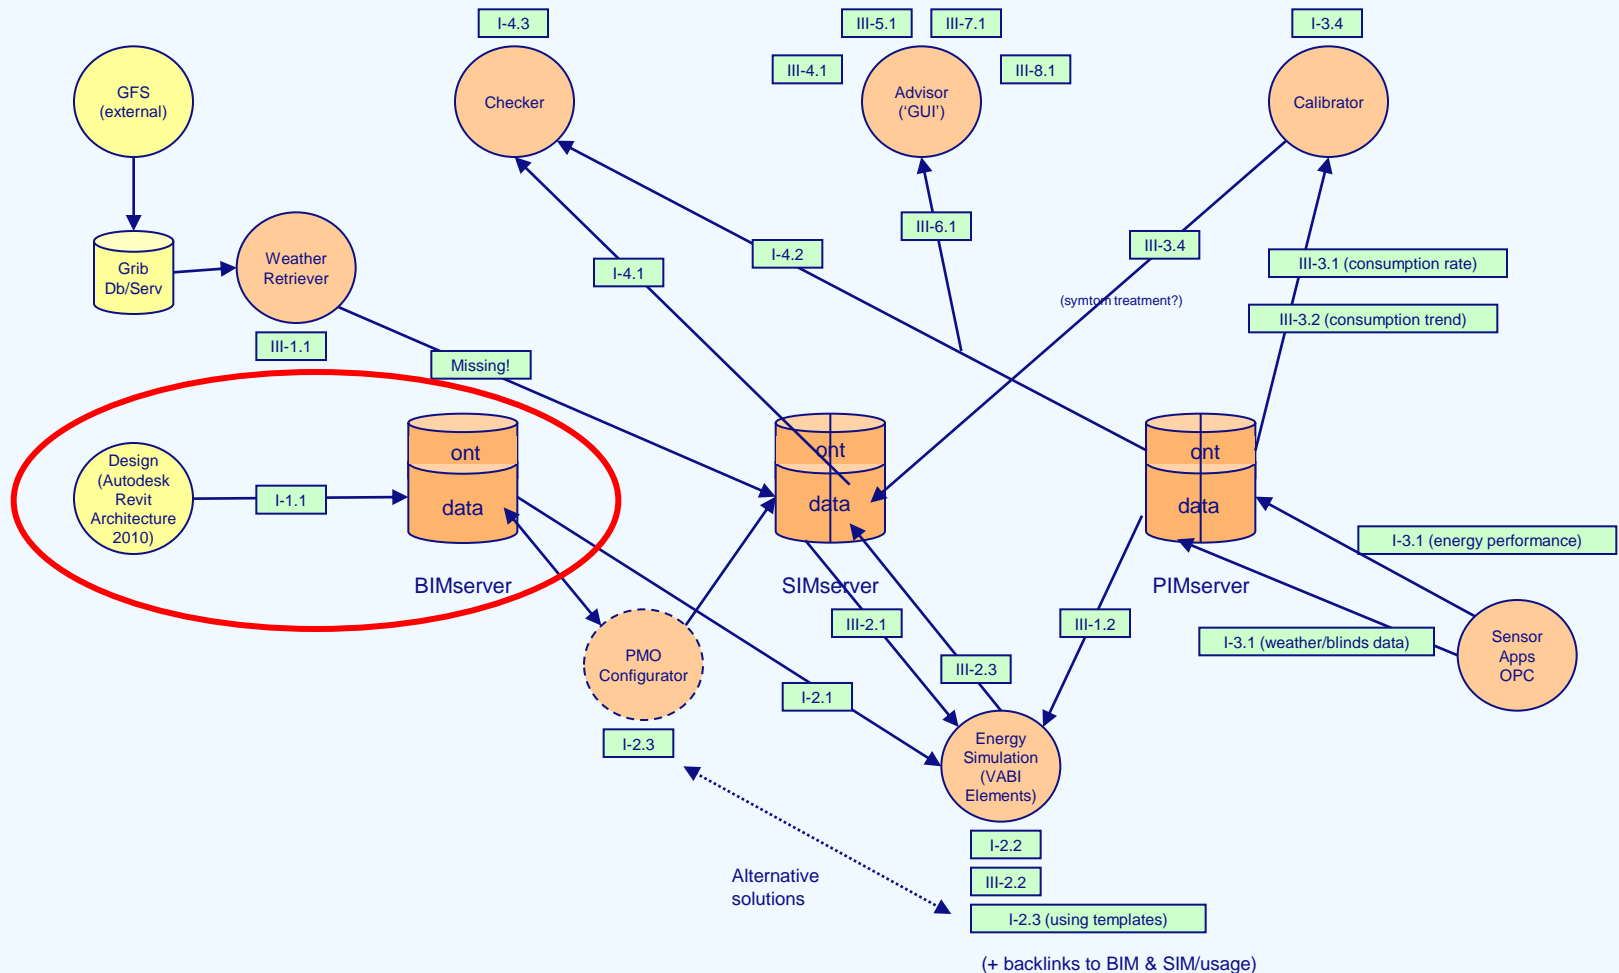 I-4.3
III-5.1
III-7.1
I-3.4
III-4.1
III-8.1
GFS
(external)
Checker
Advisor
(‘GUI’)
Calibrator
III-6.1
I-4.2
III-3.4
I-4.1
III-3.1 (consumption rate)
Grib
Db/Serv
Weather
Retriever
(symtom treatment?)
III-3.2 (consumption trend)
III-1.1
Missing!
ont
data
ont
data
ont
data
Design
(Autodesk
Revit
Architecture
2010)
I-1.1
BIMserver
SIMserver
PIMserver
I-3.1 (energy performance)
III-2.1
III-1.2
I-3.1 (weather/blinds data)
Sensor
Apps
OPC
PMO
Configurator
III-2.3
I-2.1
I-2.3
Energy
Simulation
(VABI
Elements)
I-2.2
III-2.2
I-2.3 (using templates)
Alternative
solutions
(+ backlinks to BIM & SIM/usage)